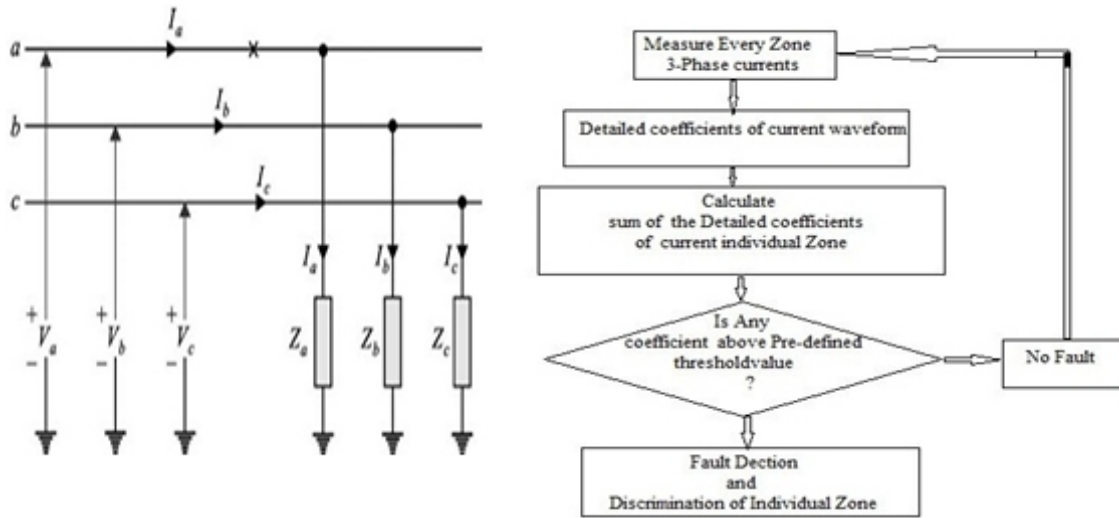 a
I_a
b
I_b
c
I_c
I_a I_b I_c
+ V_a −
+ V_b −
+ V_c −
Z_a Z_b Z_c
Measure Every Zone
3-Phase currents
Detailed coefficients of current waveform
Calculate
sum of the Detailed coefficients
of current individual Zone
Is Any
coefficient above Pre-defined
thresholdvalue
?
No Fault
Fault Dection
and
Discrimination of Individual Zone